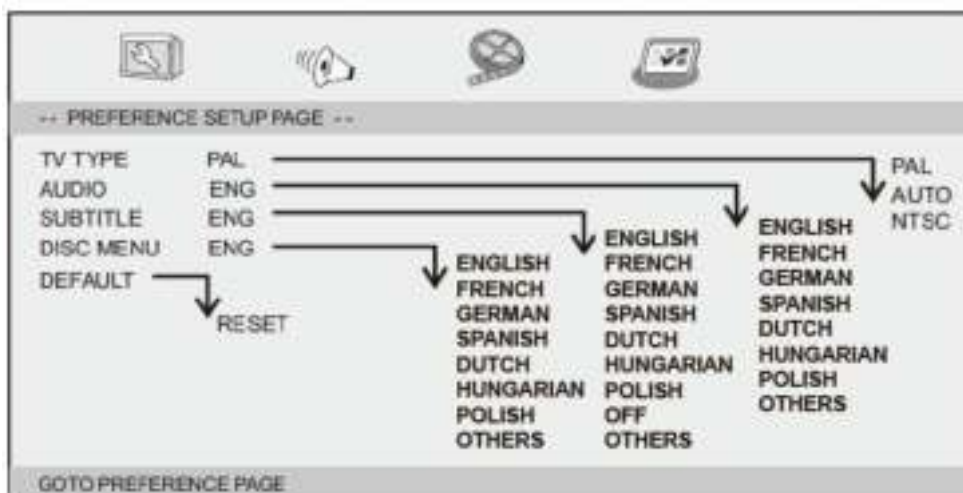 -- PREFERENCE SETUP PAGE --
TV TYPE PAL
AUDIO ENG
SUBTITLE ENG
DISC MENU ENG
DEFAULT
RESET
ENGLISH
FRENCH
GERMAN
SPANISH
DUTCH
HUNGARIAN
POLISH
OTHERS
ENGLISH
FRENCH
GERMAN
SPANISH
DUTCH
HUNGARIAN
POLISH
OFF
OTHERS
ENGLISH
FRENCH
GERMAN
SPANISH
DUTCH
HUNGARIAN
POLISH
OTHERS
PAL
AUTO
NTSC
GOTO PREFERENCE PAGE